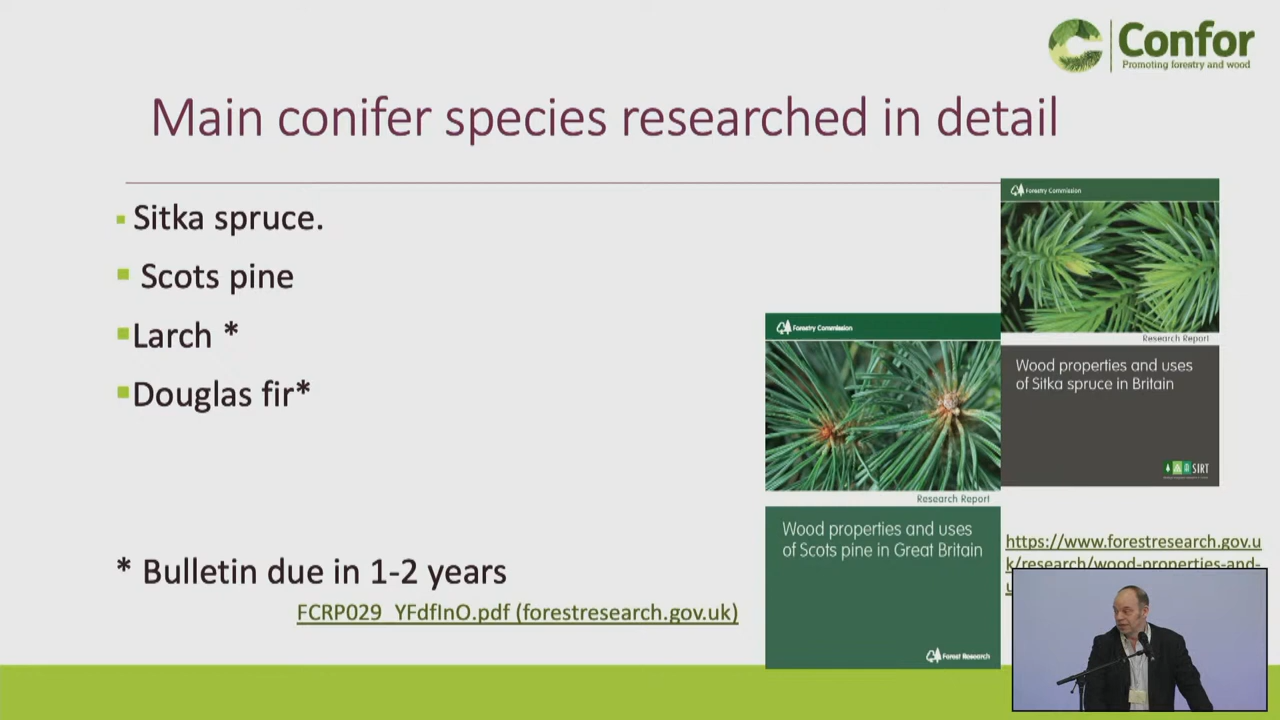 Confor
Promoting forestry and wood
Main conifer species researched in detail
Sitka spruce.
Scots pine
Larch *
Douglas fir*
* Bulletin due in 1-2 years
FCRP029_YFdfInO.pdf (forestresearch.gov.uk)
Forestry Commission
Research Report
Wood properties and uses
of Scots pine in Great Britain
Forest Research
Forestry Commission
Research Report
Wood properties and uses
of Sitka spruce in Britain
SIRT
https://www.forestresearch.gov.u
k/research/wood-properties-and-